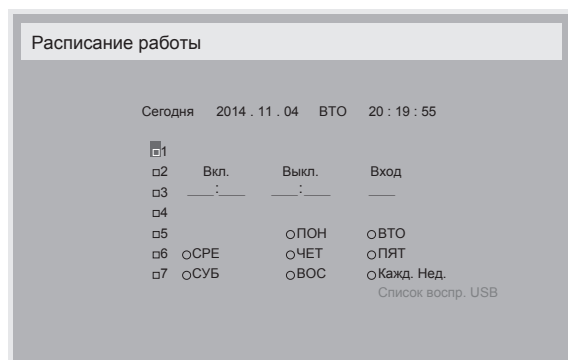 Расписание работы
Сегодня 2014 . 11 . 04 ВТО 20 : 19 : 55
1
2 Вкл. Выкл. Вход
3 ___:___ ___:___ ___
4
5 ПОН ВТО
6 СРЕ ЧЕТ ПЯТ
7 СУБ ВОС Кажд. Нед.
Список воспр. USB